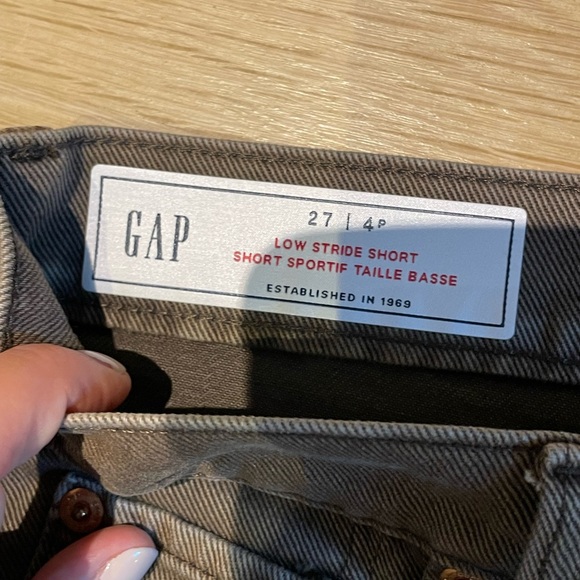 GAP
27 | 4P
LOW STRIDE SHORT
SHORT SPORTIF TAILLE BASSE
ESTABLISHED IN 1969